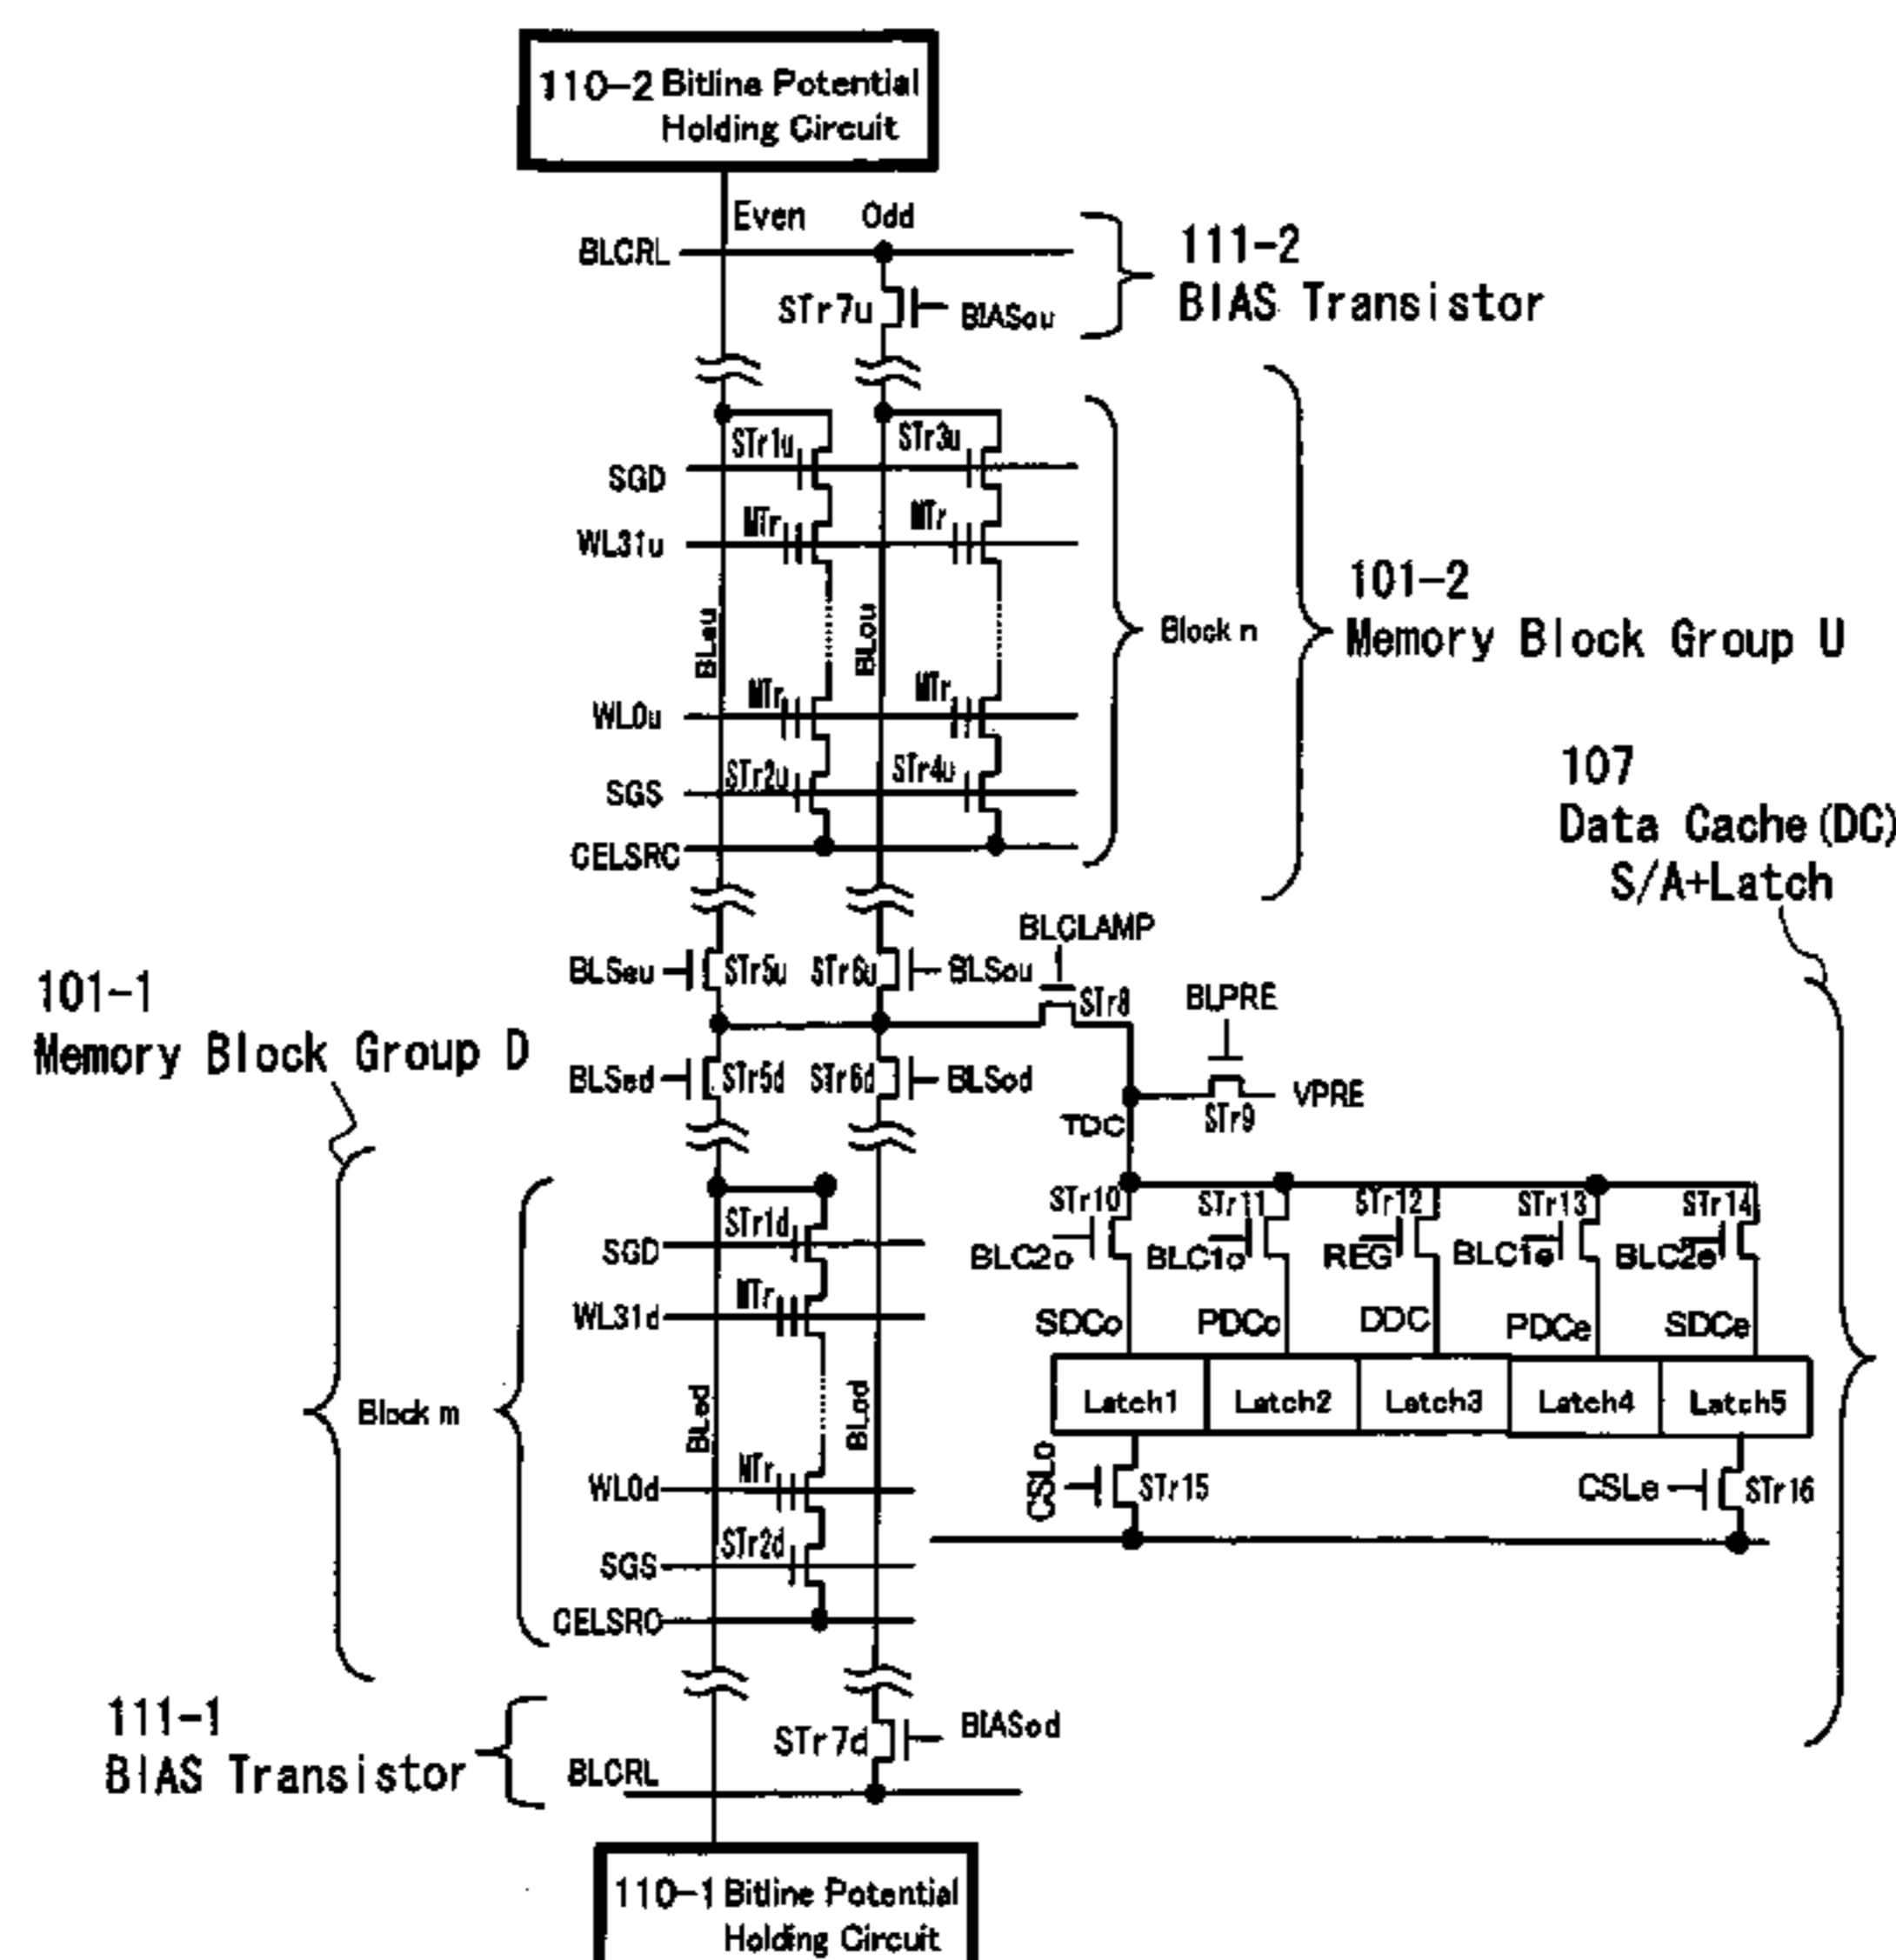 110-2 Bitline Potential
Holding Circuit
Even Odd
BLCRL
STr7u
BIASou
111-2
BIAS Transistor
STr1u
STr3u
SGD
MTr
MTr
WL31u
BLeu
BLou
Block n
101-2
Memory Block Group U
MTr
MTr
WL0u
STr2u
STr4u
SGS
CELSRC
107
Data Cache(DC)
S/A+Latch
BLCLAMP
BLSeu
STr5u
STr6u
BLSou
STr8
BLPRE
101-1
Memory Block Group D
BLSed
STr5d
STr6d
BLSod
VPRE
STr9
TDC
STr10
STr11
STr12
STr13
STr14
BLC2o
BLC1o
REG
BLC1e
BLC2e
STr1d
SGD
MTr
WL31d
SDCo
PDCo
DDC
PDCe
SDCe
Latch1
Latch2
Latch3
Latch4
Latch5
BLed
BLod
Block m
CSLo
STr15
CSLe
STr16
MTr
WL0d
STr2d
SGS
CELSRC
111-1
BIAS Transistor
STr7d
BIASod
BLCRL
110-1 Bitline Potential
Holding Circuit